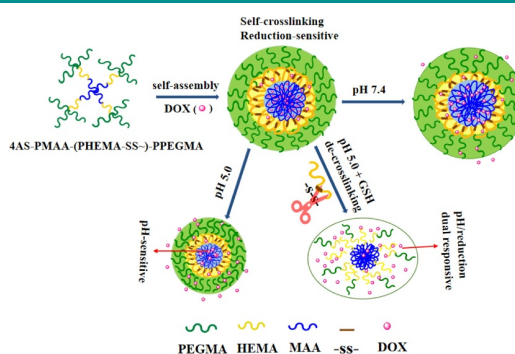 Self-crosslinking
Reduction-sensitive
self-assembly
DOX ( )
pH 7.4
4AS-PMAA-(PHEMA-SS~)-PPEGMA
pH 5.0
pH 5.0 + GSH
de-crosslinking
-s-s-
pH-sensitive
pH/reduction
dual responsive
PEGMA HEMA MAA -ss- DOX